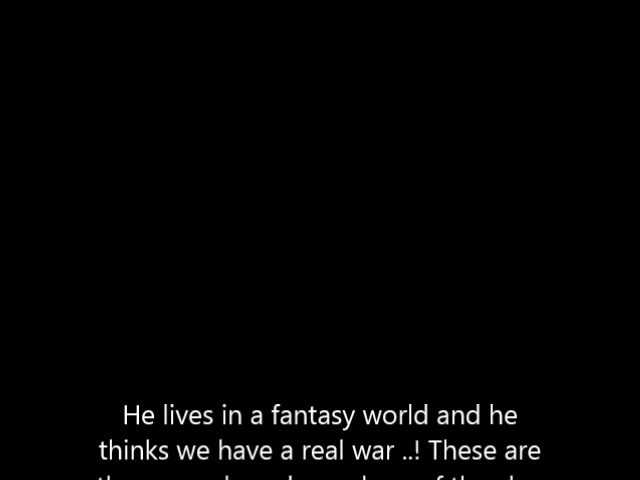 He lives in a fantasy world and he
thinks we have a real war ..! These are